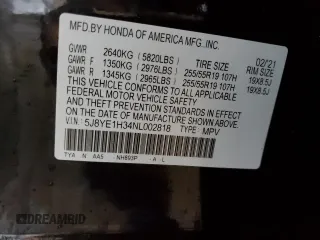 MFD.BY HONDA OF AMERICA MFG.,INC.
02/21
GVWR 2640KG (5820LBS) TIRE SIZE RIM SIZE
GAWR F 1350KG (2976LBS) 255/55R19 107H 19X8.5J
GAWR R 1345KG (2965LBS) 255/55R19 107H 19X8.5J
THIS VEHICLE CONFORMS TO ALL APPLICABLE
FEDERAL MOTOR VEHICLE SAFETY AND
THEFT PREVENTION STANDARDS IN EFFECT ON
THE DATE OF MANUFACTURE SHOWN ABOVE.
V.I.N: 5J8YE1H34NL002818 TYPE: MPV
TYA N AA5 NH893P A L
DREAMBID